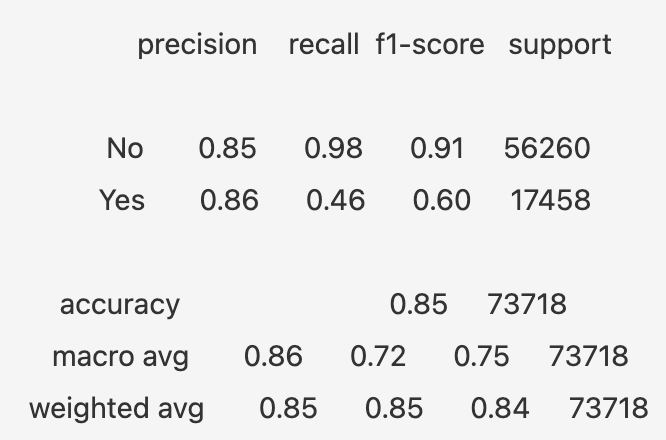 precision recall f1-score support
No 0.85 0.98 0.91 56260
Yes 0.86 0.46 0.60 17458
accuracy 0.85 73718
macro avg 0.86 0.72 0.75 73718
weighted avg 0.85 0.85 0.84 73718